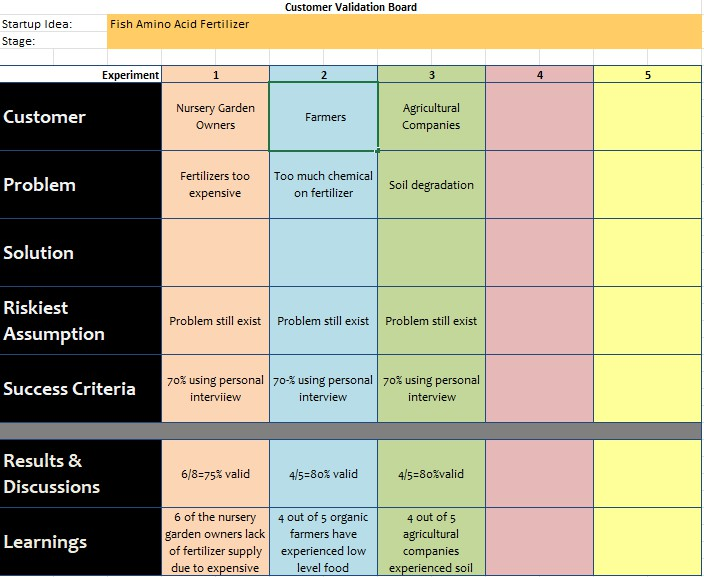 Customer Validation Board
Startup Idea: Fish Amino Acid Fertilizer
Stage:
Experiment 1 2 3 4 5
Customer
Nursery Garden
Owners
Farmers
Agricultural
Companies
Problem
Fertilizers too
expensive
Too much chemical
on fertilizer
Soil degradation
Solution
Riskiest
Assumption
Problem still exist
Problem still exist
Problem still exist
Success Criteria
70% using personal
interviiew
70-% using personal
interview
70% using personal
interview
Results &
Discussions
6/8=75% valid
4/5=80% valid
4/5=80%valid
Learnings
6 of the nursery
garden owners lack
of fertilizer supply
due to expensive
4 out of 5 organic
farmers have
experienced low
level food
4 out of 5
agricultural
companies
experienced soil